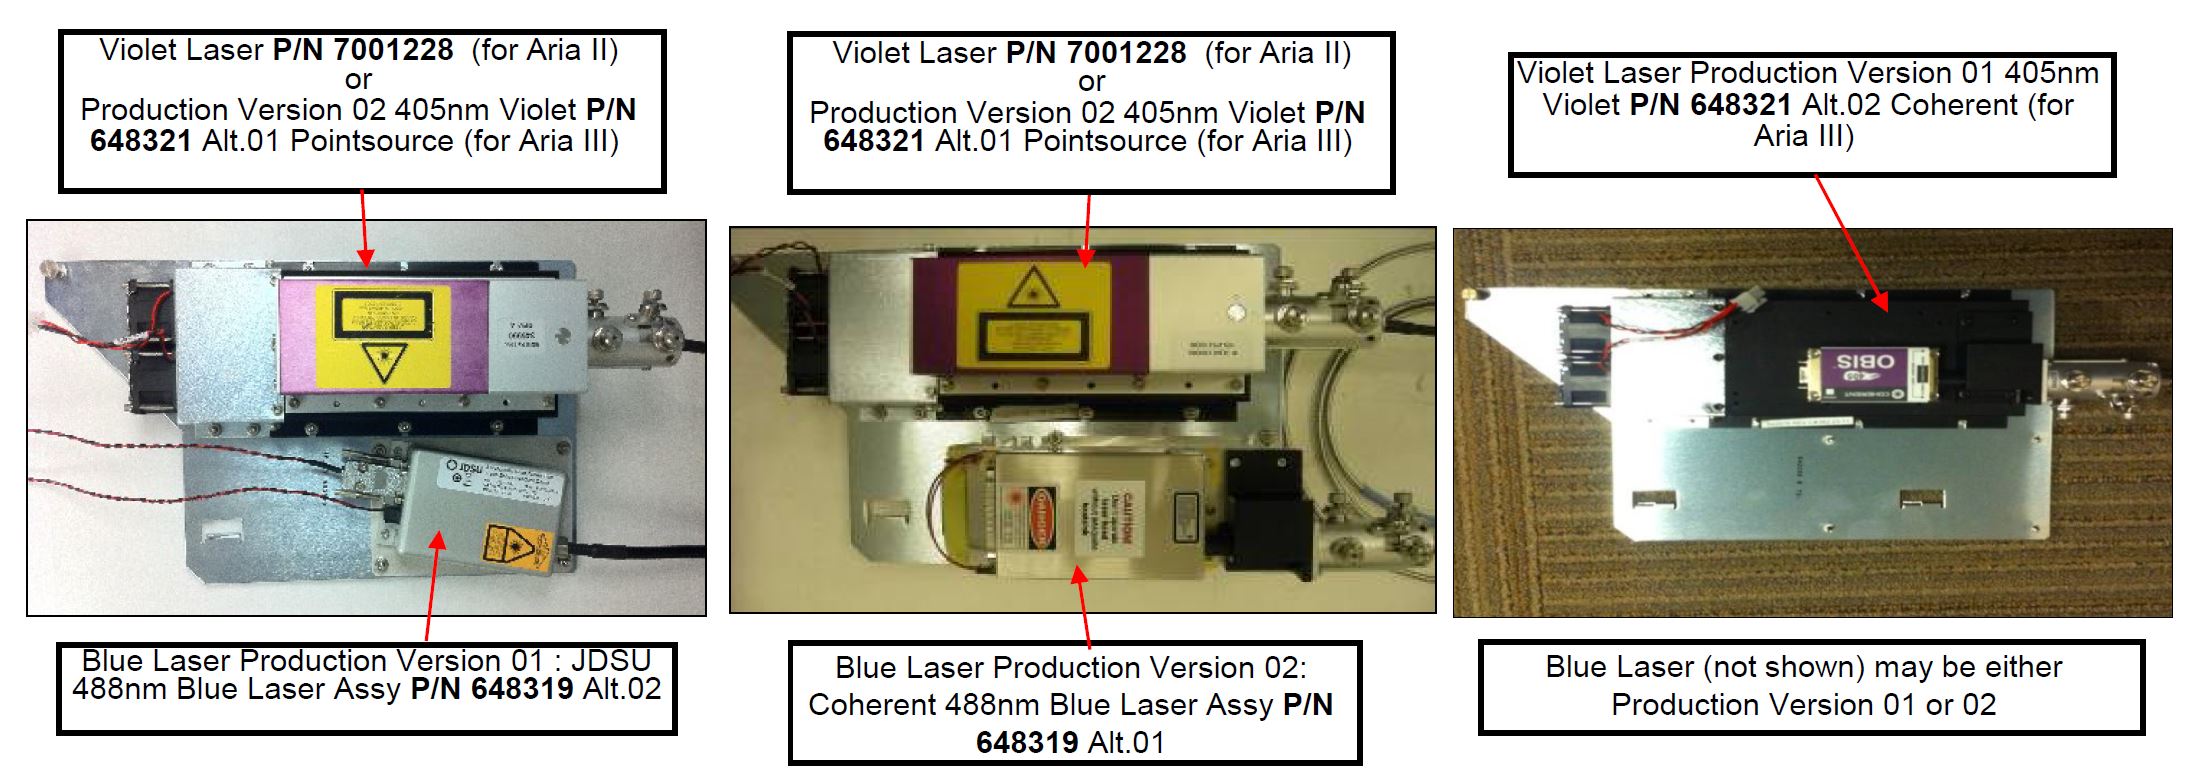 Violet Laser P/N 7001228 (for Aria II)
or
Production Version 02 405nm Violet P/N
648321 Alt.01 Pointsource (for Aria III)
Violet Laser P/N 7001228 (for Aria II)
or
Production Version 02 405nm Violet P/N
648321 Alt.01 Pointsource (for Aria III)
Violet Laser Production Version 01 405nm
Violet P/N 648321 Alt.02 Coherent (for
Aria III)
JDSU
DANGER
CAUTION
OBIS
405
COHERENT
Blue Laser Production Version 01 : JDSU
488nm Blue Laser Assy P/N 648319 Alt.02
Blue Laser Production Version 02:
Coherent 488nm Blue Laser Assy P/N
648319 Alt.01
Blue Laser (not shown) may be either
Production Version 01 or 02